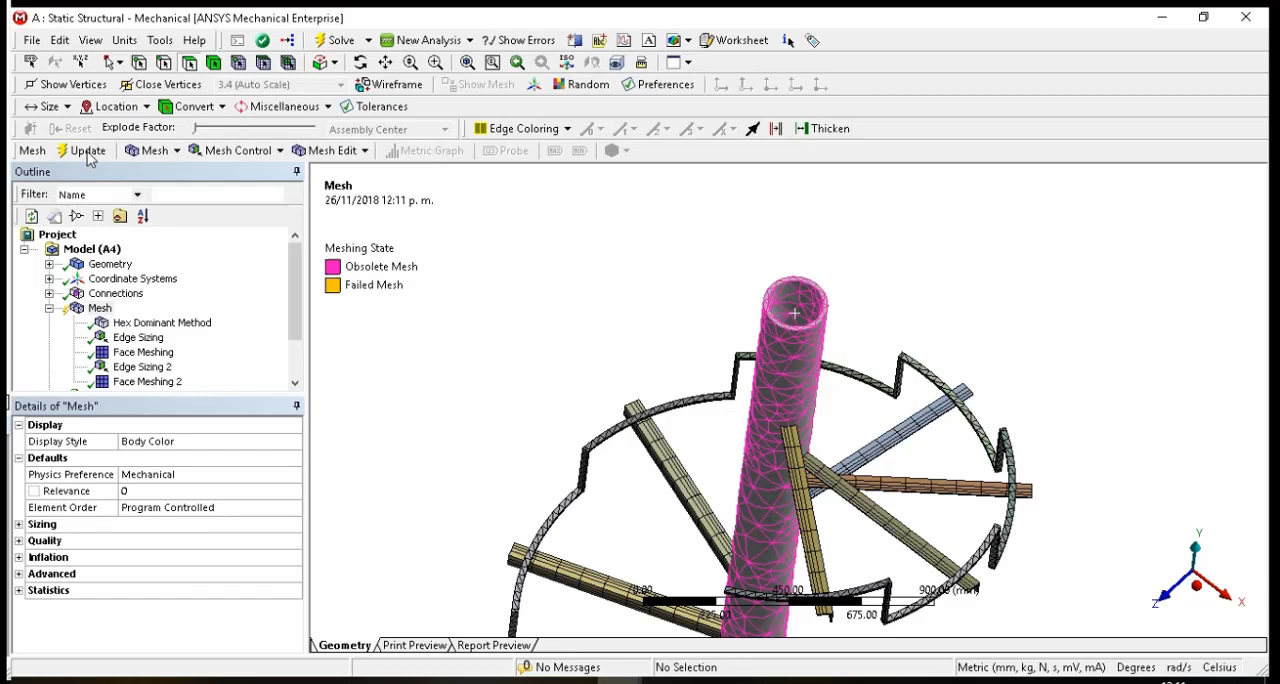 A : Static Structural - Mechanical [ANSYS Mechanical Enterprise]
File Edit View Units Tools Help Solve New Analysis ?/ Show Errors Worksheet
Show Vertices Close Vertices 3.4 (Auto Scale) Wireframe Show Mesh Random Preferences
Size Location Convert Miscellaneous Tolerances
Reset Explode Factor: Assembly Center Edge Coloring Thicken
Mesh Update Mesh Mesh Control Mesh Edit Metric Graph Probe
Outline
Filter: Name
Project
Model (A4)
Geometry
Coordinate Systems
Connections
Mesh
Hex Dominant Method
Edge Sizing
Face Meshing
Edge Sizing 2
Face Meshing 2
Details of "Mesh"
Display
Display Style Body Color
Defaults
Physics Preference Mechanical
Relevance 0
Element Order Program Controlled
Sizing
Quality
Inflation
Advanced
Statistics
Mesh
26/11/2018 12:11 p. m.
Meshing State
Obsolete Mesh
Failed Mesh
0.00 450.00 900.00 (mm)
225.00 675.00
Y
Z X
Geometry Print Preview Report Preview
0 No Messages No Selection Metric (mm, kg, N, s, mV, mA) Degrees rad/s Celsius